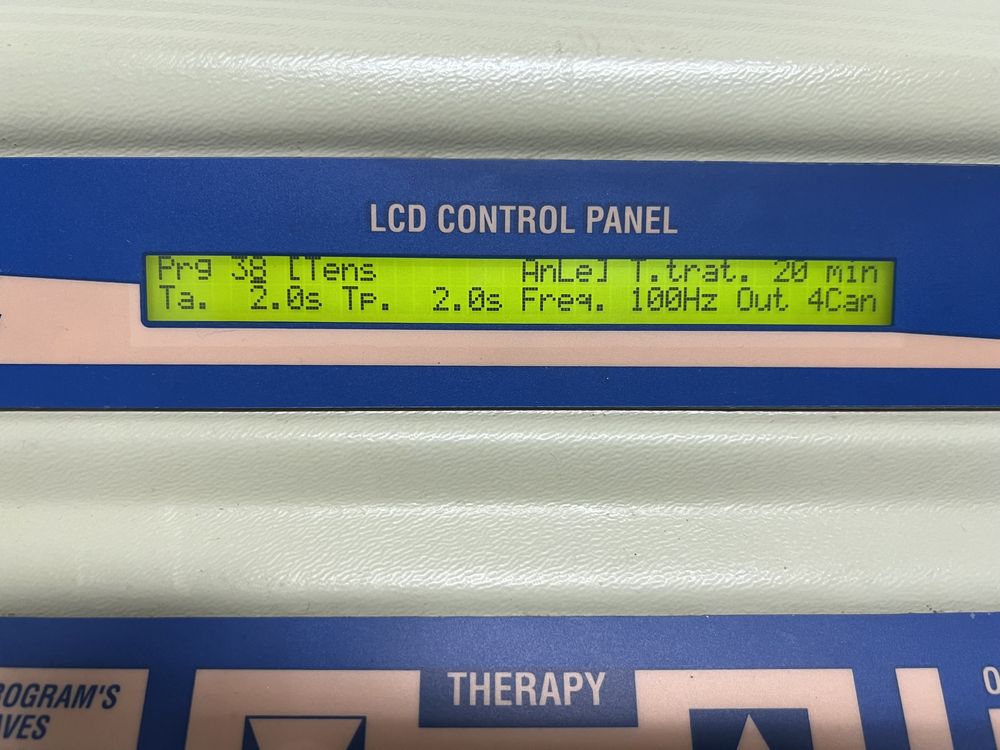 LCD CONTROL PANEL
Prg 38 [Tens AnLe] T.trat. 20 min
Ta. 2.0s Tp. 2.0s Freq. 100Hz Out 4Can
THERAPY